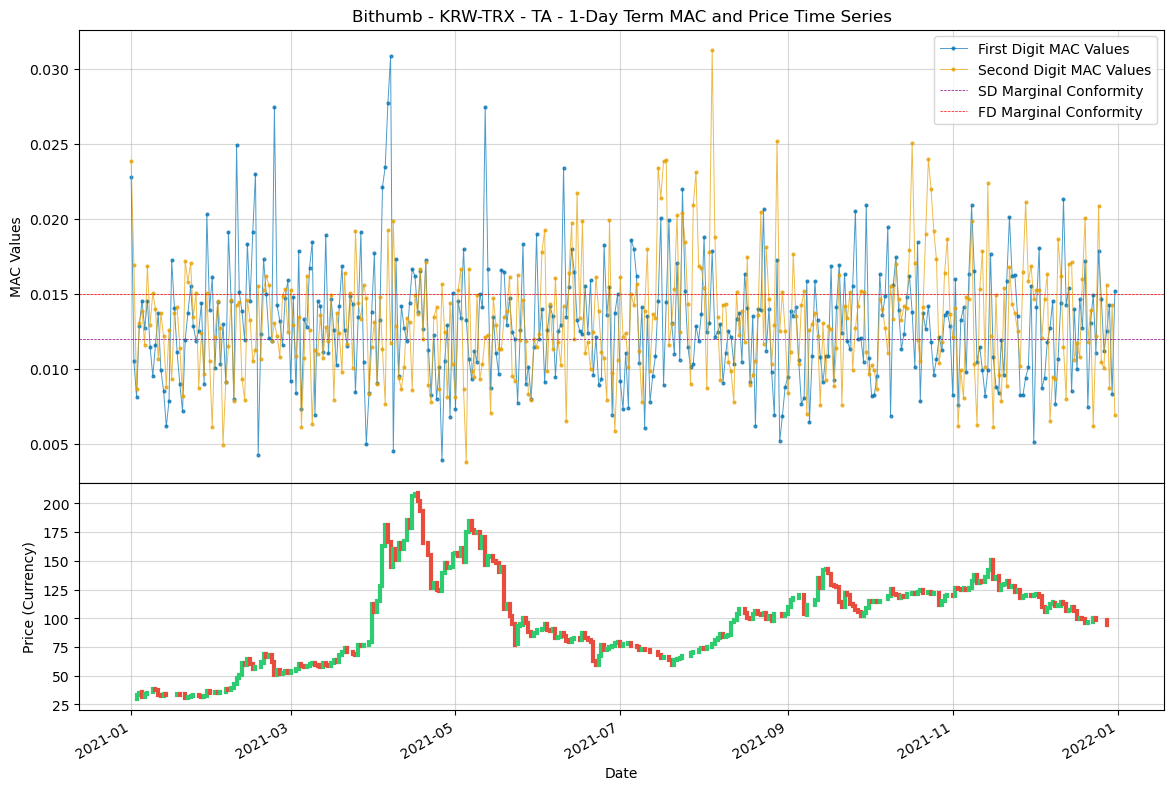 Bithumb - KRW-TRX - TA - 1-Day Term MAC and Price Time Series
First Digit MAC Values
Second Digit MAC Values
SD Marginal Conformity
FD Marginal Conformity
MAC Values
0.030
0.025
0.020
0.015
0.010
0.005
Price (Currency)
200
175
150
125
100
75
50
25
2021-01
2021-03
2021-05
2021-07
2021-09
2021-11
2022-01
Date